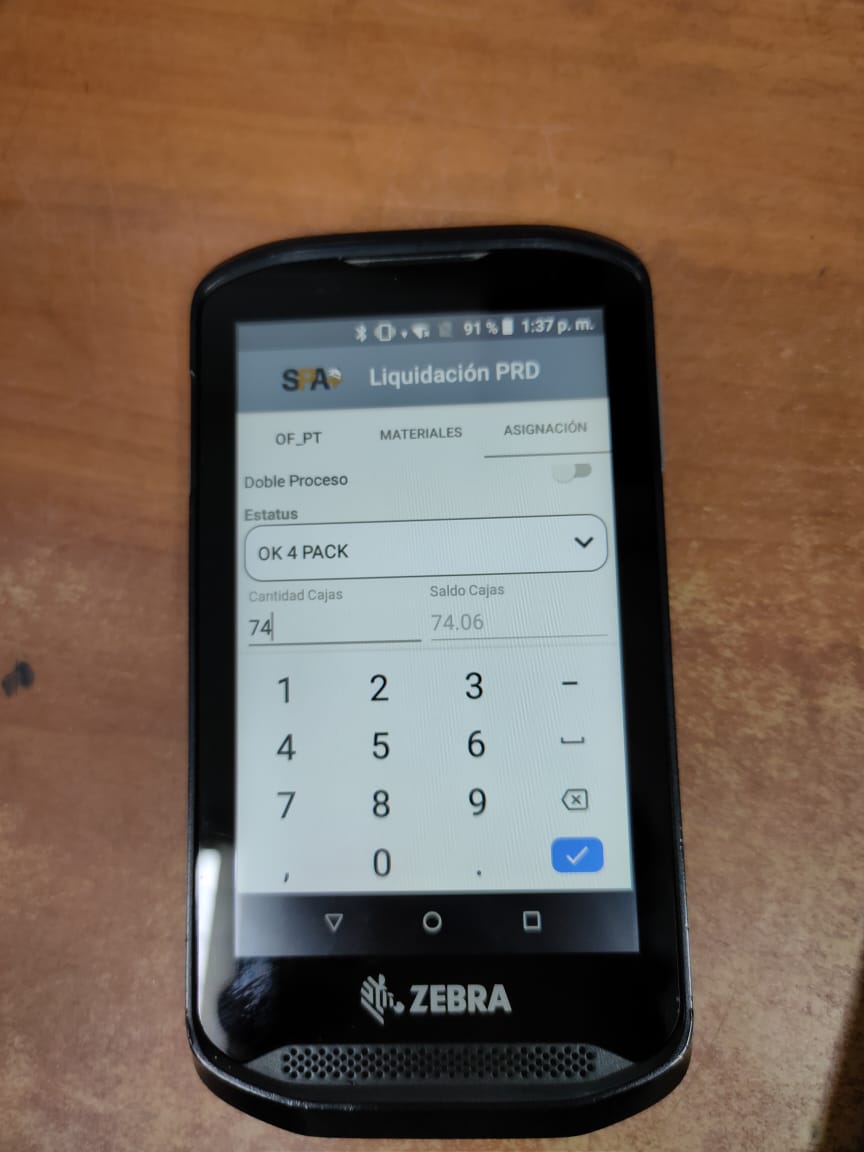 91 % 1:37 p. m.
SPA Liquidación PRD
OF_PT MATERIALES ASIGNACIÓN
Doble Proceso
Estatus
OK 4 PACK
Cantidad Cajas Saldo Cajas
74 74.06
1 2 3 -
4 5 6
7 8 9
, 0 .
ZEBRA